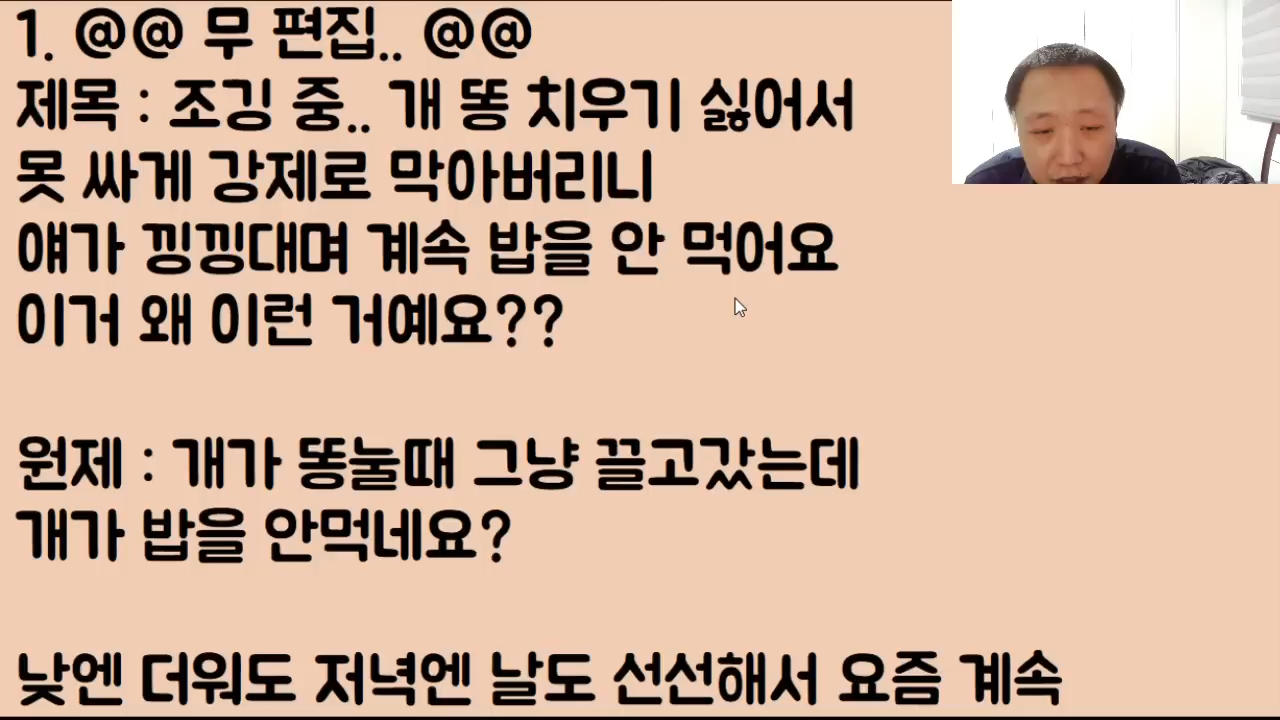 1. @@ 무 편집.. @@
제목 : 조깅 중.. 개 똥 치우기 싫어서
못 싸게 강제로 막아버리니
얘가 낑낑대며 계속 밥을 안 먹어요
이거 왜 이런 거예요??
원제 : 개가 똥눌때 그냥 끌고갔는데
개가 밥을 안먹네요?
낮엔 더워도 저녁엔 날도 선선해서 요즘 계속